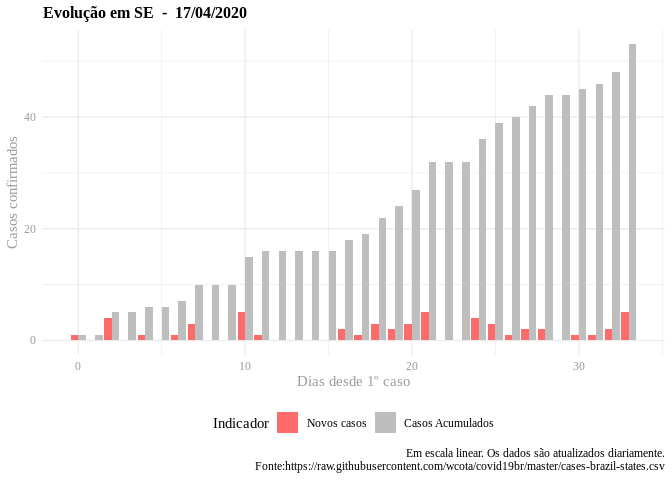 Evolução em SE  -  17/04/2020
Casos confirmados
40
20
0
0
10
20
30
Dias desde 1º caso
Indicador
Novos casos
Casos Acumulados
Em escala linear. Os dados são atualizados diariamente.
Fonte:https://raw.githubusercontent.com/wcota/covid19br/master/cases-brazil-states.csv